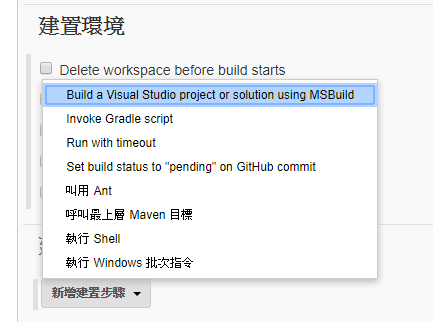 建置環境
Delete workspace before build starts
Build a Visual Studio project or solution using MSBuild
Invoke Gradle script
Run with timeout
Set build status to "pending" on GitHub commit
叫用 Ant
呼叫最上層 Maven 目標
執行 Shell
執行 Windows 批次指令
新增建置步驟